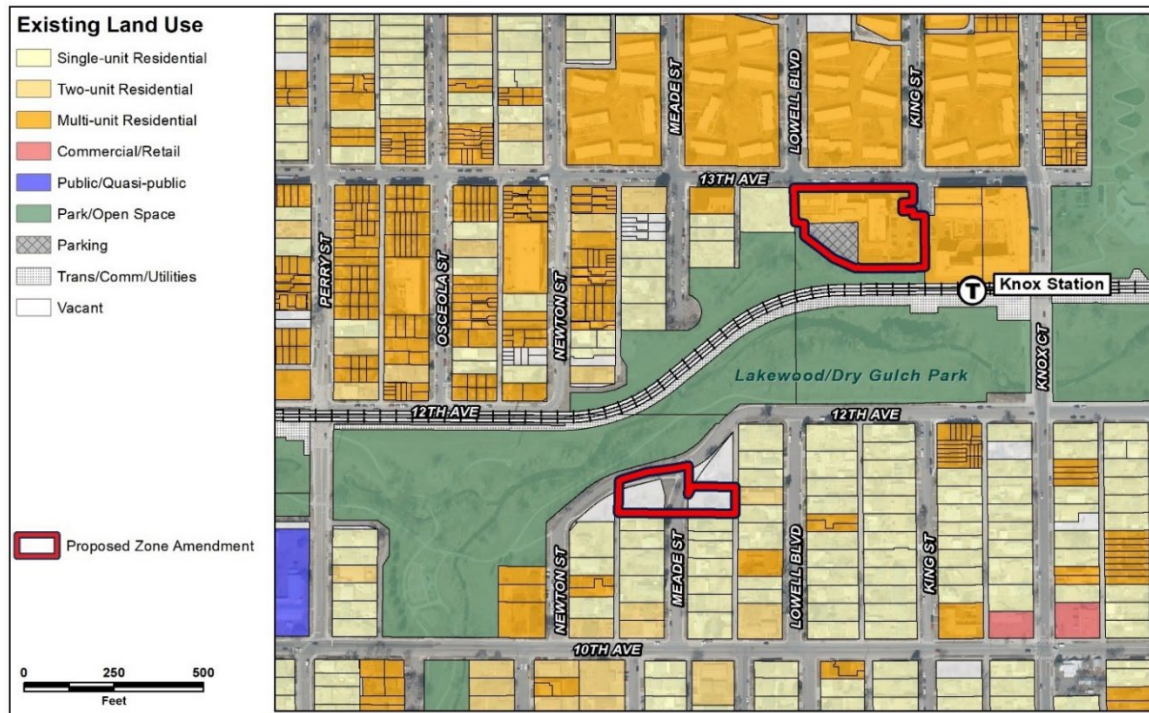 Existing Land Use
Single-unit Residential
Two-unit Residential
Multi-unit Residential
Commercial/Retail
Public/Quasi-public
Park/Open Space
Parking
Trans/Comm/Utilities
Vacant
Proposed Zone Amendment
0 250 500
Feet
MEADE ST
LOWELL BLVD
KING ST
13TH AVE
PERRY ST
OSCEOLA ST
NEWTON ST
T Knox Station
KNOX CT
Lakewood/Dry Gulch Park
12TH AVE
12TH AVE
NEWTON ST
MEADE ST
LOWELL BLVD
KING ST
10TH AVE